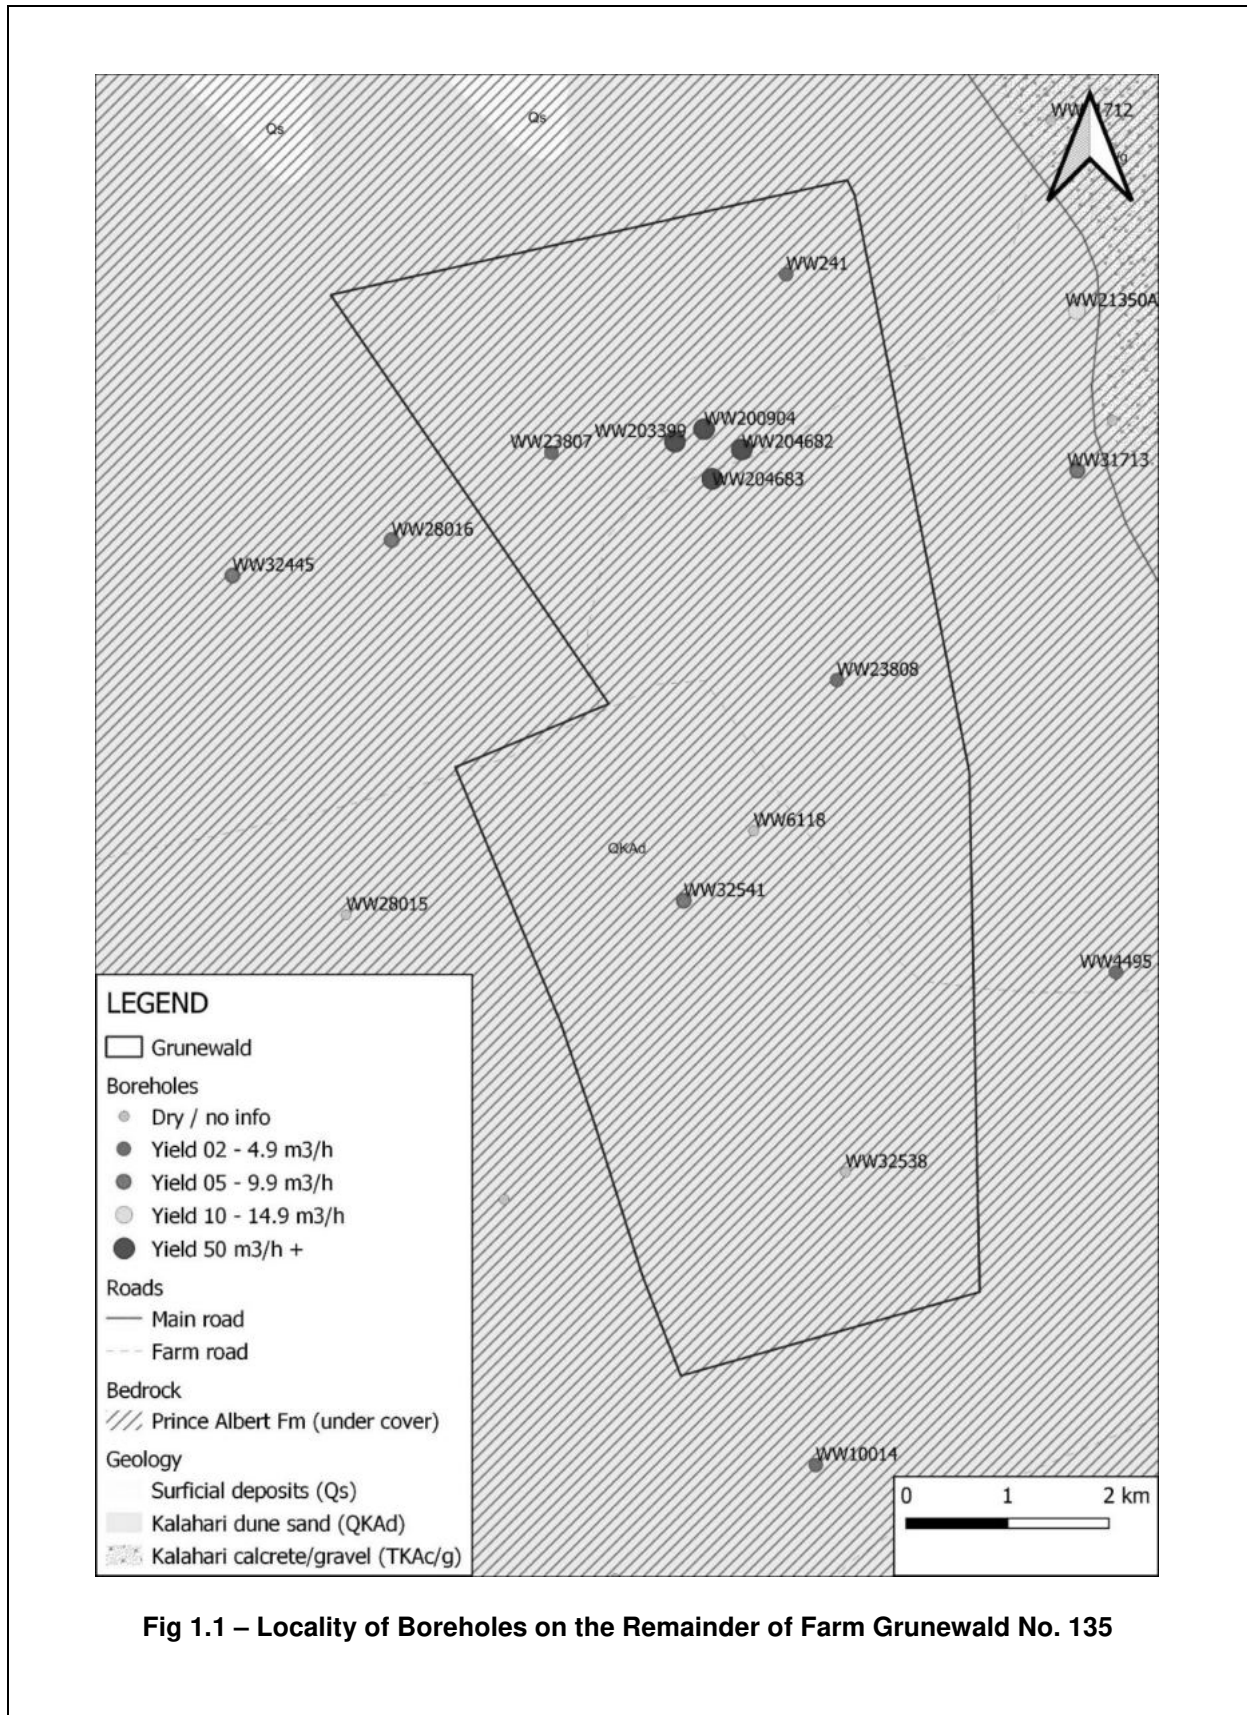 Qs
Qs
WW31712
WW241
WW21350A
WW200904
WW203399
WW23807
WW204682
WW204683
WW31713
WW28016
WW32445
WW23808
WW6118
QKAd
WW32541
WW28015
WW4495
WW32538
WW10014
LEGEND
Grunewald
Boreholes
Dry / no info
Yield 02 - 4.9 m3/h
Yield 05 - 9.9 m3/h
Yield 10 - 14.9 m3/h
Yield 50 m3/h +
Roads
Main road
Farm road
Bedrock
Prince Albert Fm (under cover)
Geology
Surficial deposits (Qs)
Kalahari dune sand (QKAd)
Kalahari calcrete/gravel (TKAc/g)
0 1 2 km
Fig 1.1 – Locality of Boreholes on the Remainder of Farm Grunewald No. 135